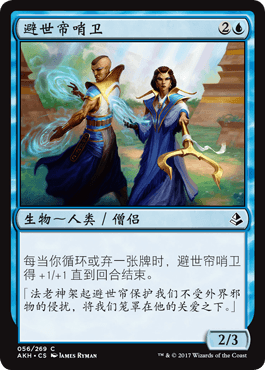 避世帘哨卫 2
生物～人类／僧侣
每当你循环或弃一张牌时，避世帘哨卫
得+1/+1直到回合结束。
「法老神架起避世帘保护我们不受外界邪
物的侵扰，将我们笼罩在他的关爱之下。」
2/3
056/269 C
AKH • CS JAMES RYMAN
™ & © 2017 Wizards of the Coast